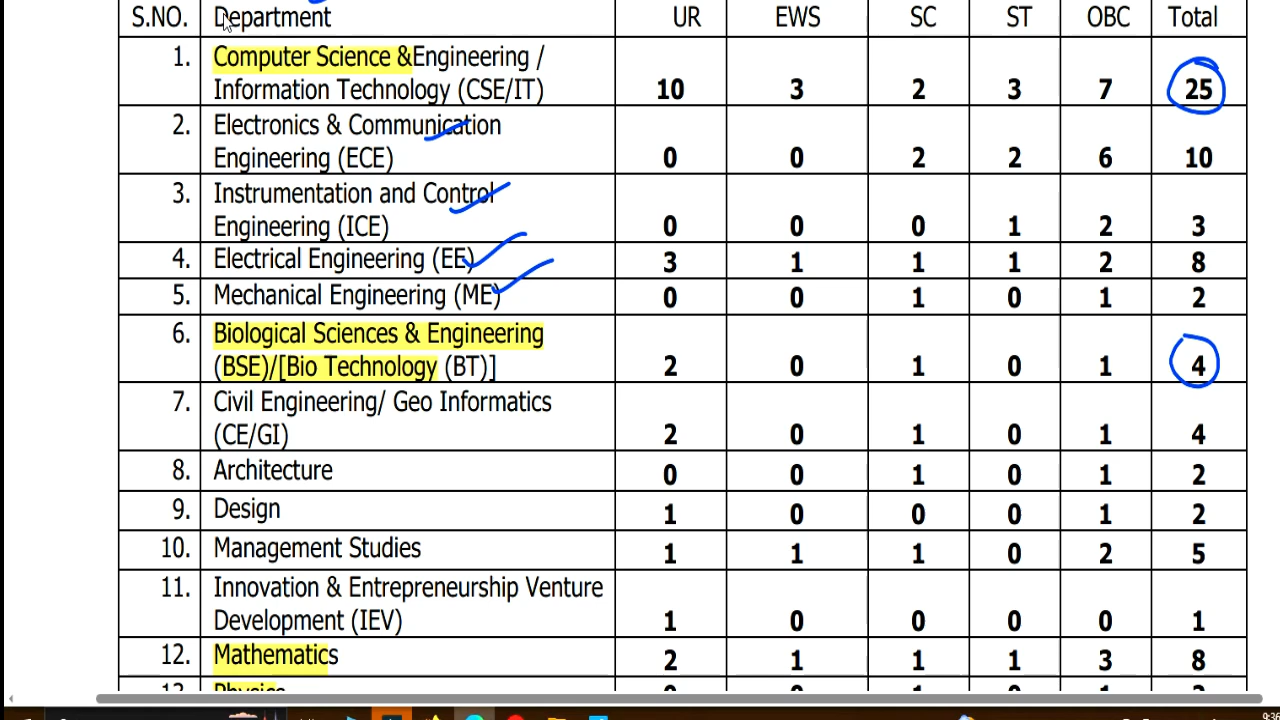 S.NO. Department UR EWS SC ST OBC Total
1. Computer Science &Engineering /
Information Technology (CSE/IT) 10 3 2 3 7 25
2. Electronics & Communication
Engineering (ECE) 0 0 2 2 6 10
3. Instrumentation and Control
Engineering (ICE) 0 0 0 1 2 3
4. Electrical Engineering (EE) 3 1 1 1 2 8
5. Mechanical Engineering (ME) 0 0 1 0 1 2
6. Biological Sciences & Engineering
(BSE)/[Bio Technology (BT)] 2 0 1 0 1 4
7. Civil Engineering/ Geo Informatics
(CE/GI) 2 0 1 0 1 4
8. Architecture 0 0 1 0 1 2
9. Design 1 0 0 0 1 2
10. Management Studies 1 1 1 0 2 5
11. Innovation & Entrepreneurship Venture
Development (IEV) 1 0 0 0 0 1
12. Mathematics 2 1 1 1 3 8